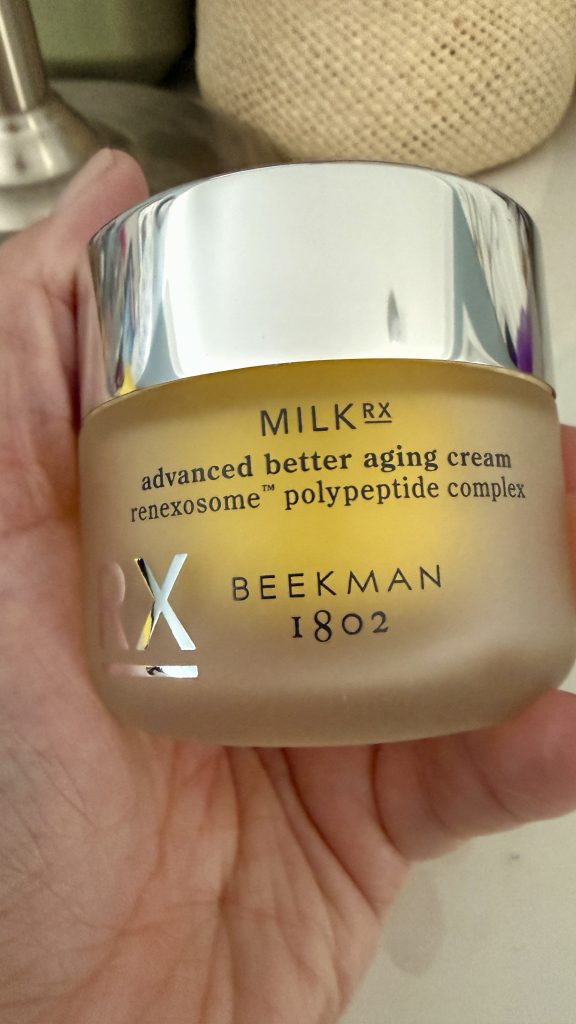 MILK RX
advanced better aging cream
renexosome™ polypeptide complex
RX
BEEKMAN
1802